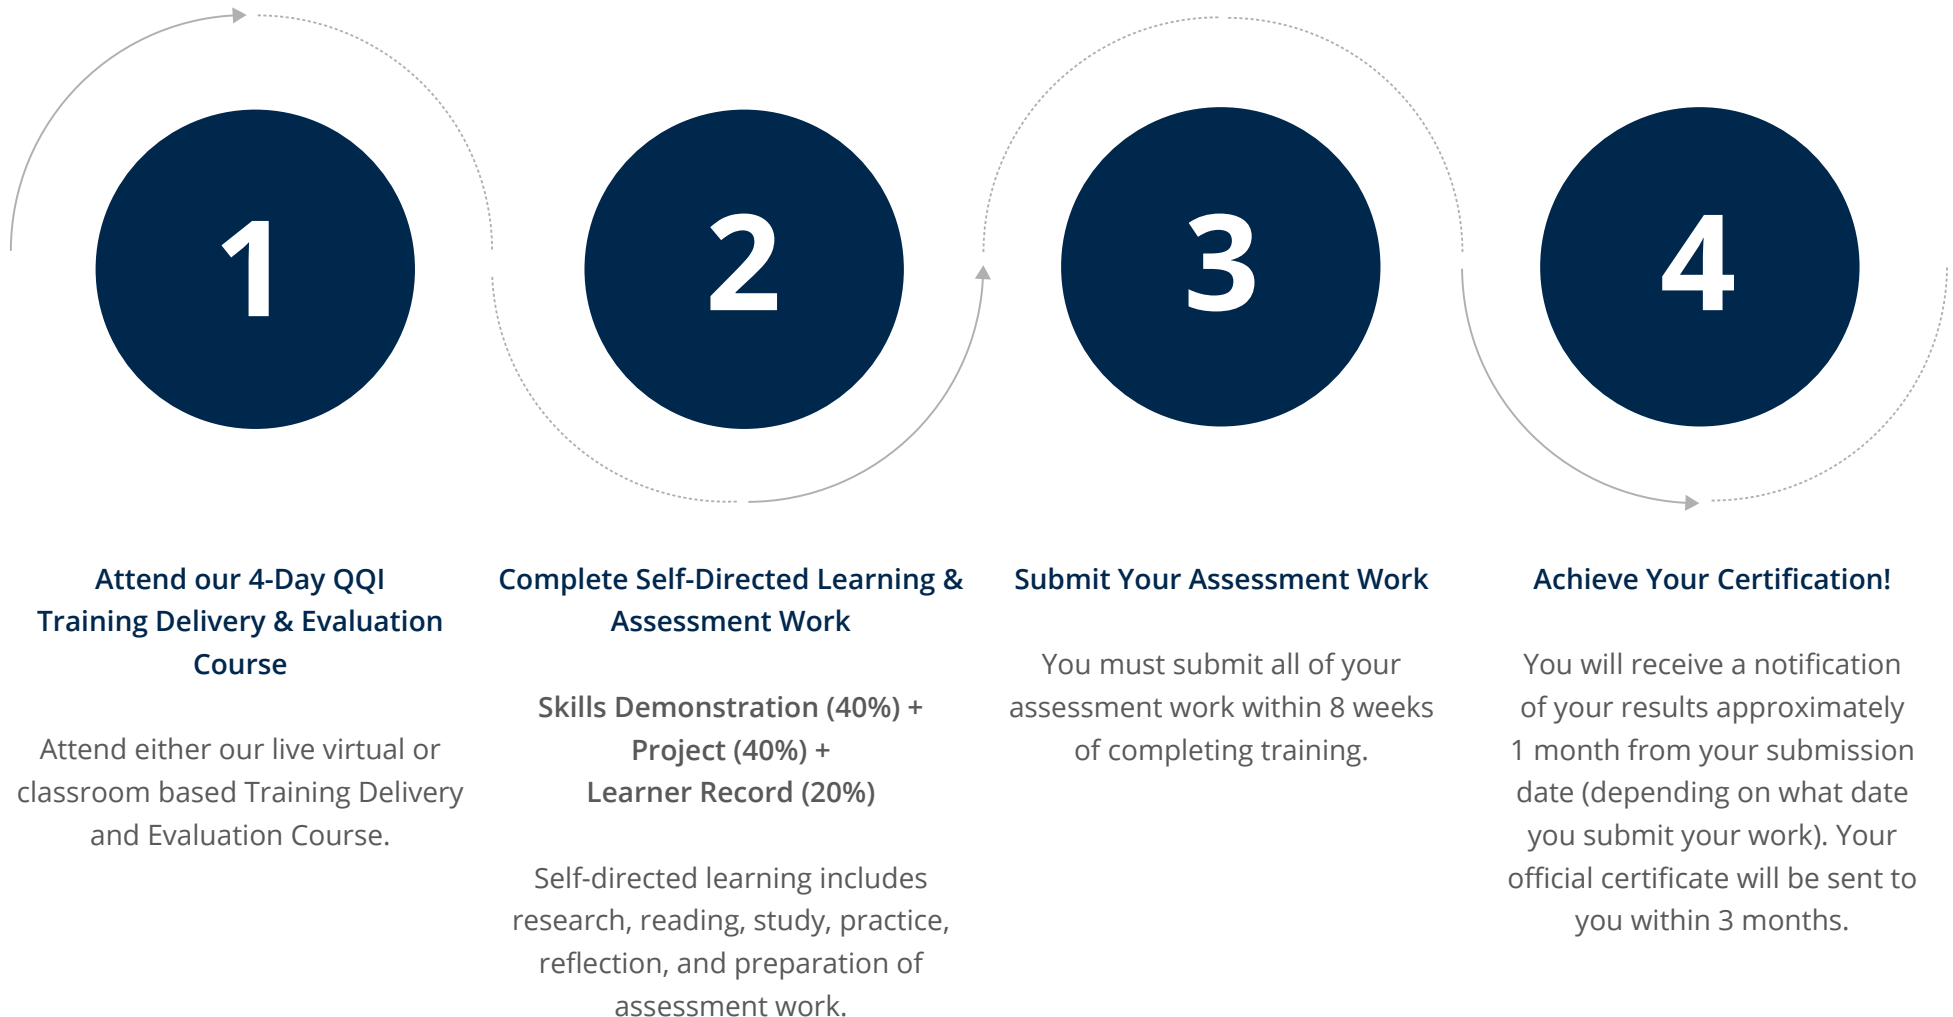 1
Attend our 4-Day QQI
Training Delivery & Evaluation
Course
Attend either our live virtual or
classroom based Training Delivery
and Evaluation Course.
2
Complete Self-Directed Learning &
Assessment Work
Skills Demonstration (40%) +
Project (40%) +
Learner Record (20%)
Self-directed learning includes
research, reading, study, practice,
reflection, and preparation of
assessment work.
3
Submit Your Assessment Work
You must submit all of your
assessment work within 8 weeks
of completing training.
4
Achieve Your Certification!
You will receive a notification
of your results approximately
1 month from your submission
date (depending on what date
you submit your work). Your
official certificate will be sent to
you within 3 months.